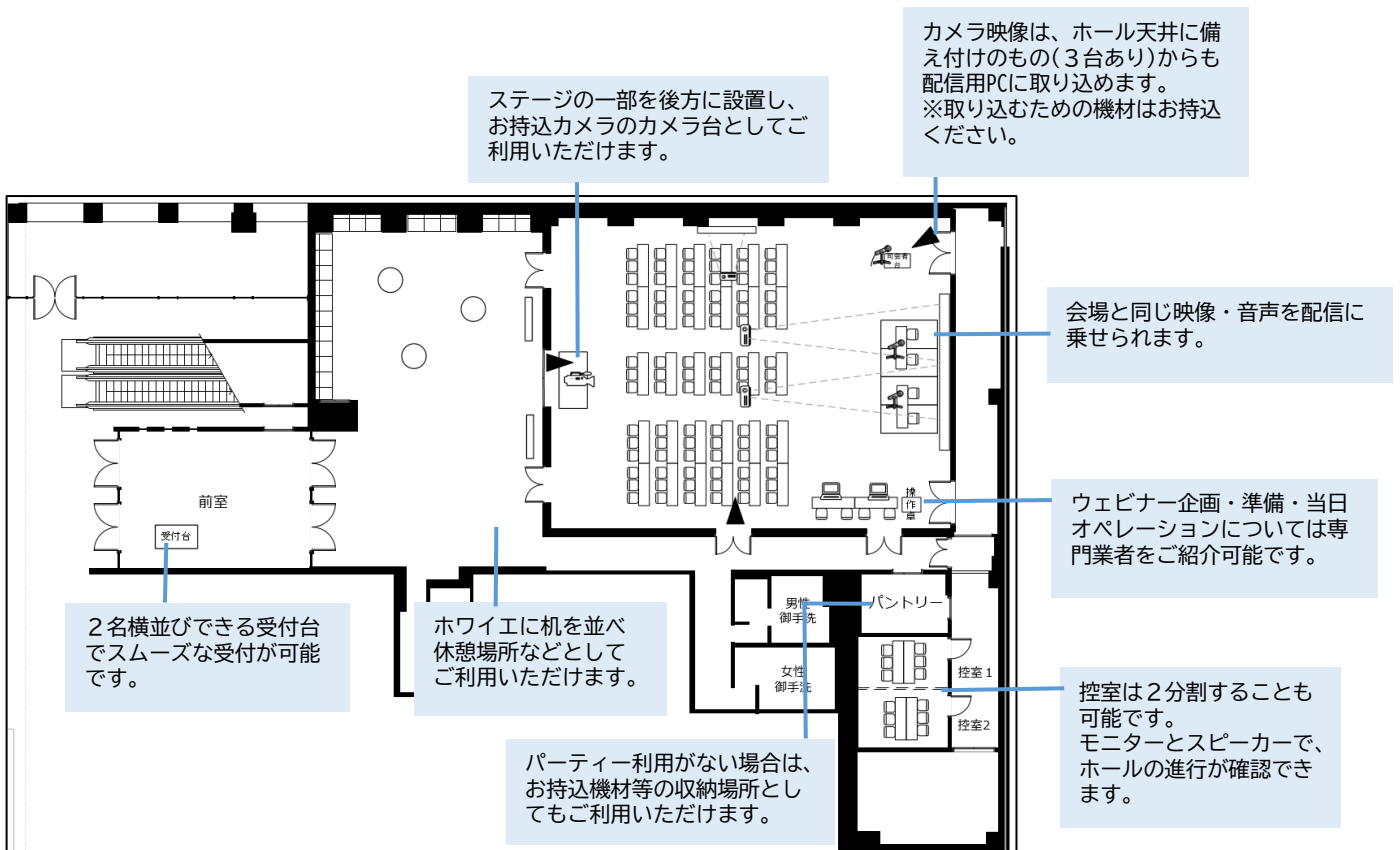 カメラ映像は、ホール天井に備
え付けのもの(３台あり)からも
配信用PCに取り込めます。
※取り込むための機材はお持込
ください。
ステージの一部を後方に設置し、
お持込カメラのカメラ台としてご
利用いただけます。
司会者
台
会場と同じ映像・音声を配信に
乗せられます。
前室
受付台
操
作
卓
ウェビナー企画・準備・当日
オペレーションについては専
門業者をご紹介可能です。
２名横並びできる受付台
でスムーズな受付が可能
です。
ホワイエに机を並べ
休憩場所などとして
ご利用いただけます。
男性
御手洗
女性
御手洗
パントリー
控室１
控室2
控室は２分割することも
可能です。
モニターとスピーカーで、
ホールの進行が確認でき
ます。
パーティー利用がない場合は、
お持込機材等の収納場所とし
てもご利用いただけます。